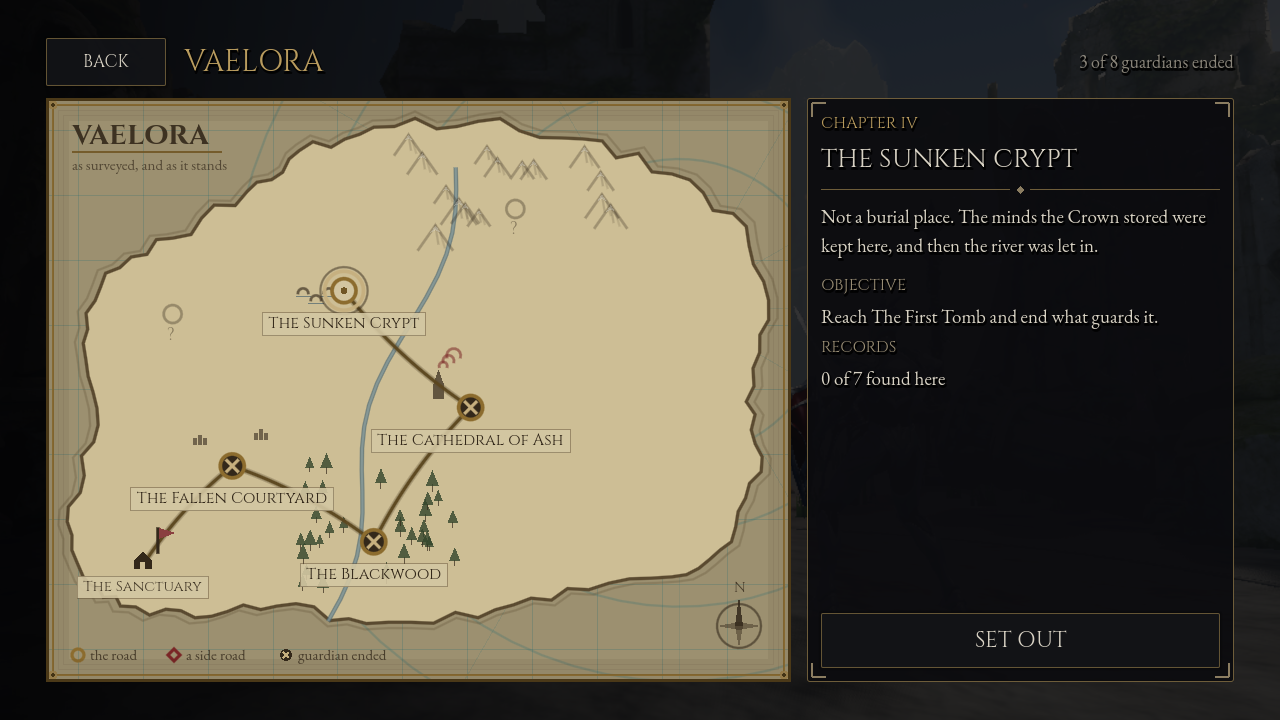 BACK
VAELORA
3 of 8 guardians ended
VAELORA
as surveyed, and as it stands
?
?
THE SUNKEN CRYPT
THE CATHEDRAL OF ASH
THE FALLEN COURTYARD
THE BLACKWOOD
THE SANCTUARY
N
the road
a side road
guardian ended
CHAPTER IV
THE SUNKEN CRYPT
Not a burial place. The minds the Crown stored were
kept here, and then the river was let in.
OBJECTIVE
Reach The First Tomb and end what guards it.
RECORDS
0 of 7 found here
SET OUT